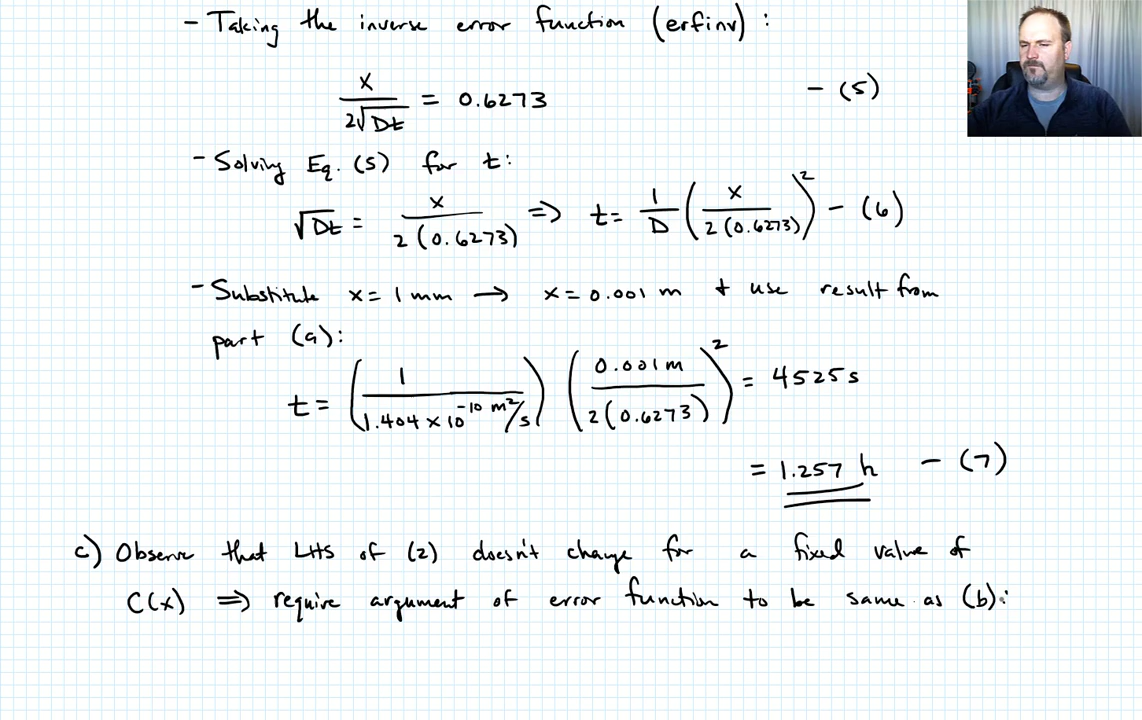 - Taking the inverse error function (erfinv) :
x / 2√Dt = 0.6273 - (5)
- Solving Eq. (5) for t:
√Dt = x / 2(0.6273) ⇒ t = 1/D (x / 2(0.6273))² - (6)
- Substitute x = 1 mm → x = 0.001 m + use result from
part (a):
t = (1 / 1.404 × 10⁻¹⁰ m²/s) (0.001 m / 2(0.6273))² = 4525 s
= 1.257 h - (7)
c) Observe that LHS of (2) doesn't change for a fixed value of
C(x) ⇒ require argument of error function to be same as (b):